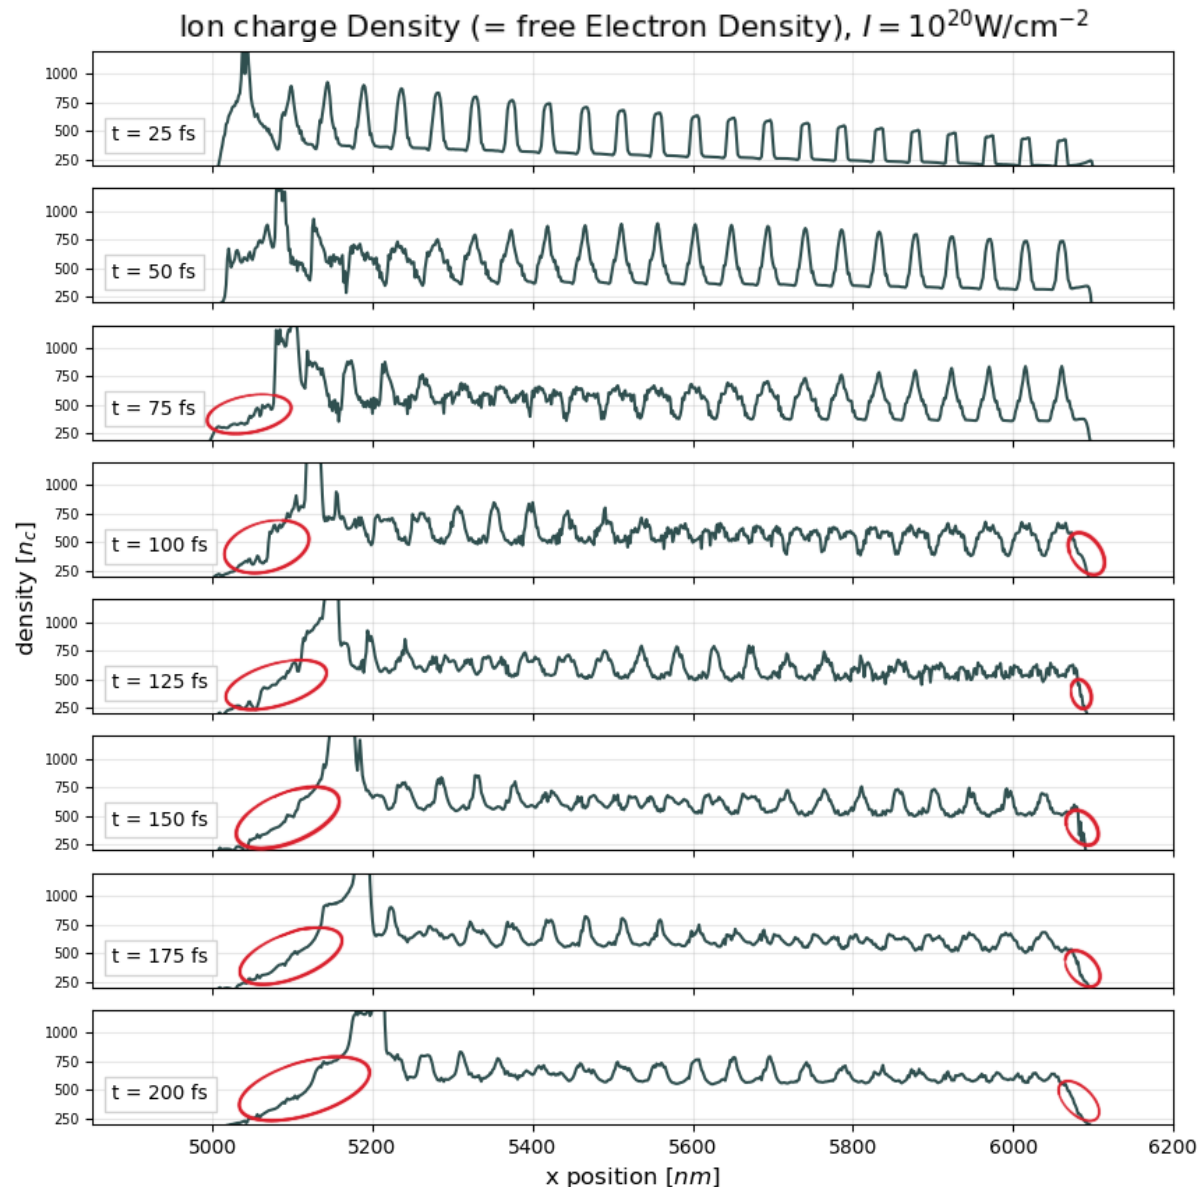 Ion charge Density (= free Electron Density), I = 10²⁰W/cm⁻²
1000
750
500
250
t = 25 fs
1000
750
500
250
t = 50 fs
1000
750
500
250
t = 75 fs
1000
750
500
250
t = 100 fs
density [n_c]
1000
750
500
250
t = 125 fs
1000
750
500
250
t = 150 fs
1000
750
500
250
t = 175 fs
1000
750
500
250
t = 200 fs
5000 5200 5400 5600 5800 6000 6200
x position [nm]